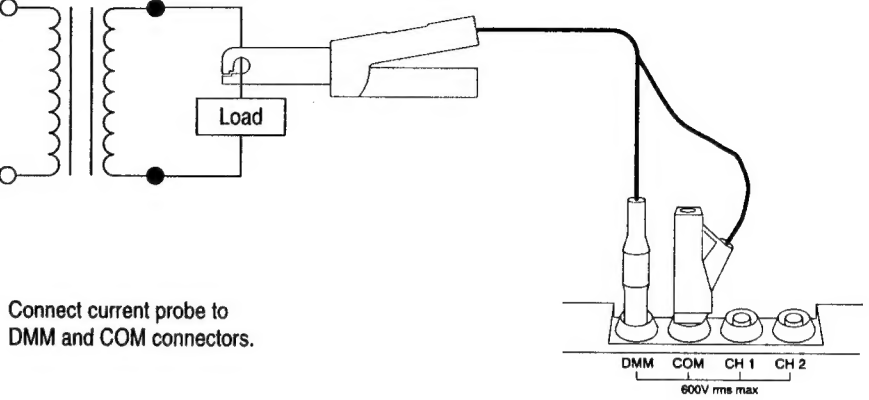 Load
Connect current probe to
DMM and COM connectors.
DMM COM CH 1 CH 2
600V rms max